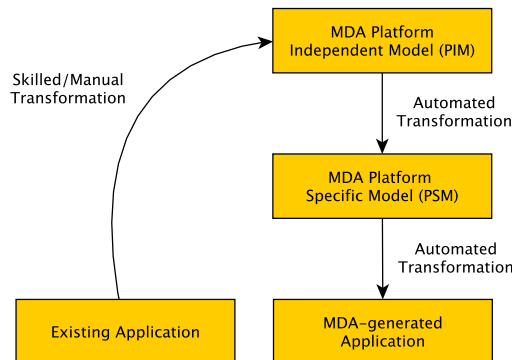 MDA Platform
Independent Model (PIM)
Skilled/Manual
Transformation
Automated
Transformation
MDA Platform
Specific Model (PSM)
Automated
Transformation
Existing Application
MDA-generated
Application